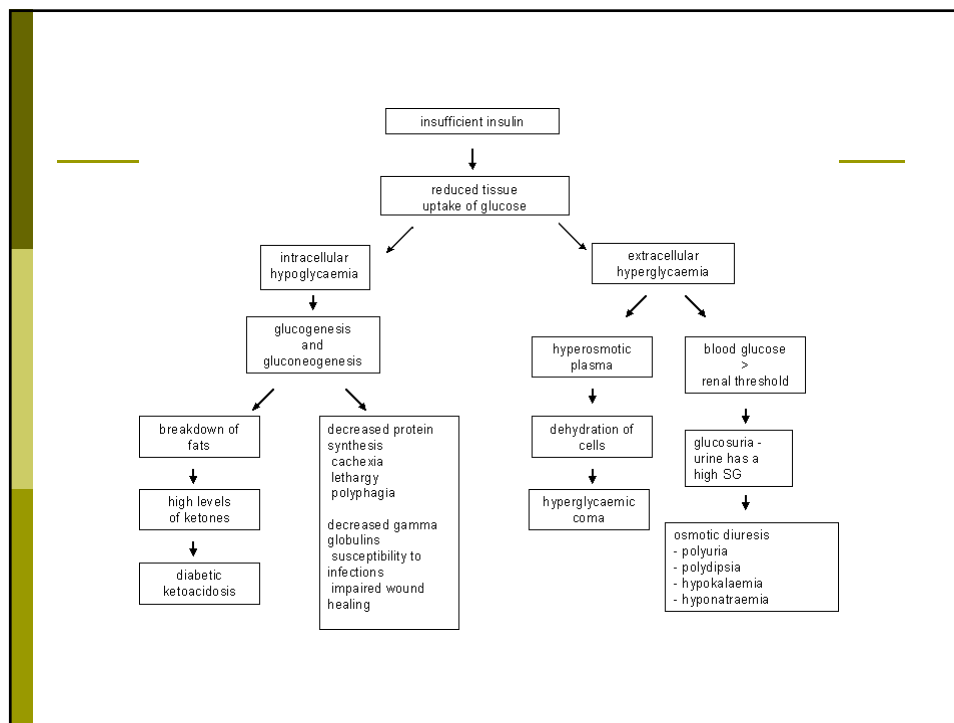 insufficient insulin
reduced tissue
uptake of glucose
intracellular
hypoglycaemia
extracellular
hyperglycaemia
glucogenesis
and
gluconeogenesis
hyperosmotic
plasma
blood glucose
>
renal threshold
breakdown of
fats
decreased protein
synthesis
cachexia
lethargy
polyphagia
decreased gamma
globulins
susceptibility to
infections
impaired wound
healing
dehydration of
cells
glucosuria -
urine has a
high SG
high levels
of ketones
hyperglycaemic
coma
osmotic diuresis
- polyuria
- polydipsia
- hypokalaemia
- hyponatraemia
diabetic
ketoacidosis